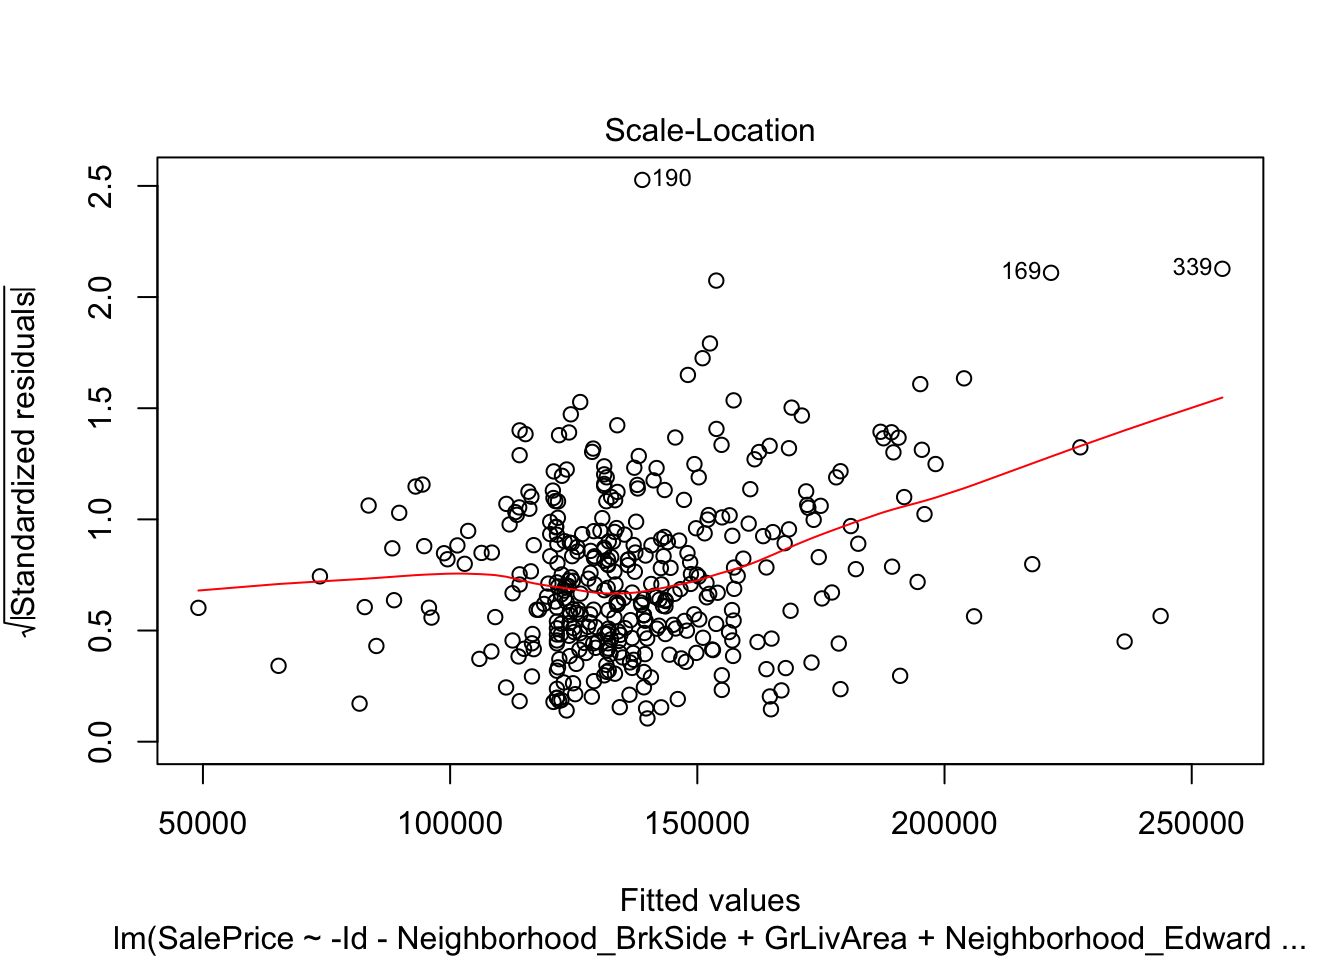 Scale-Location
√|Standardized residuals|
2.5
2.0
1.5
1.0
0.5
0.0
190
169
339
50000 100000 150000 200000 250000
Fitted values
lm(SalePrice ~ -Id - Neighborhood_BrkSide + GrLivArea + Neighborhood_Edward ...